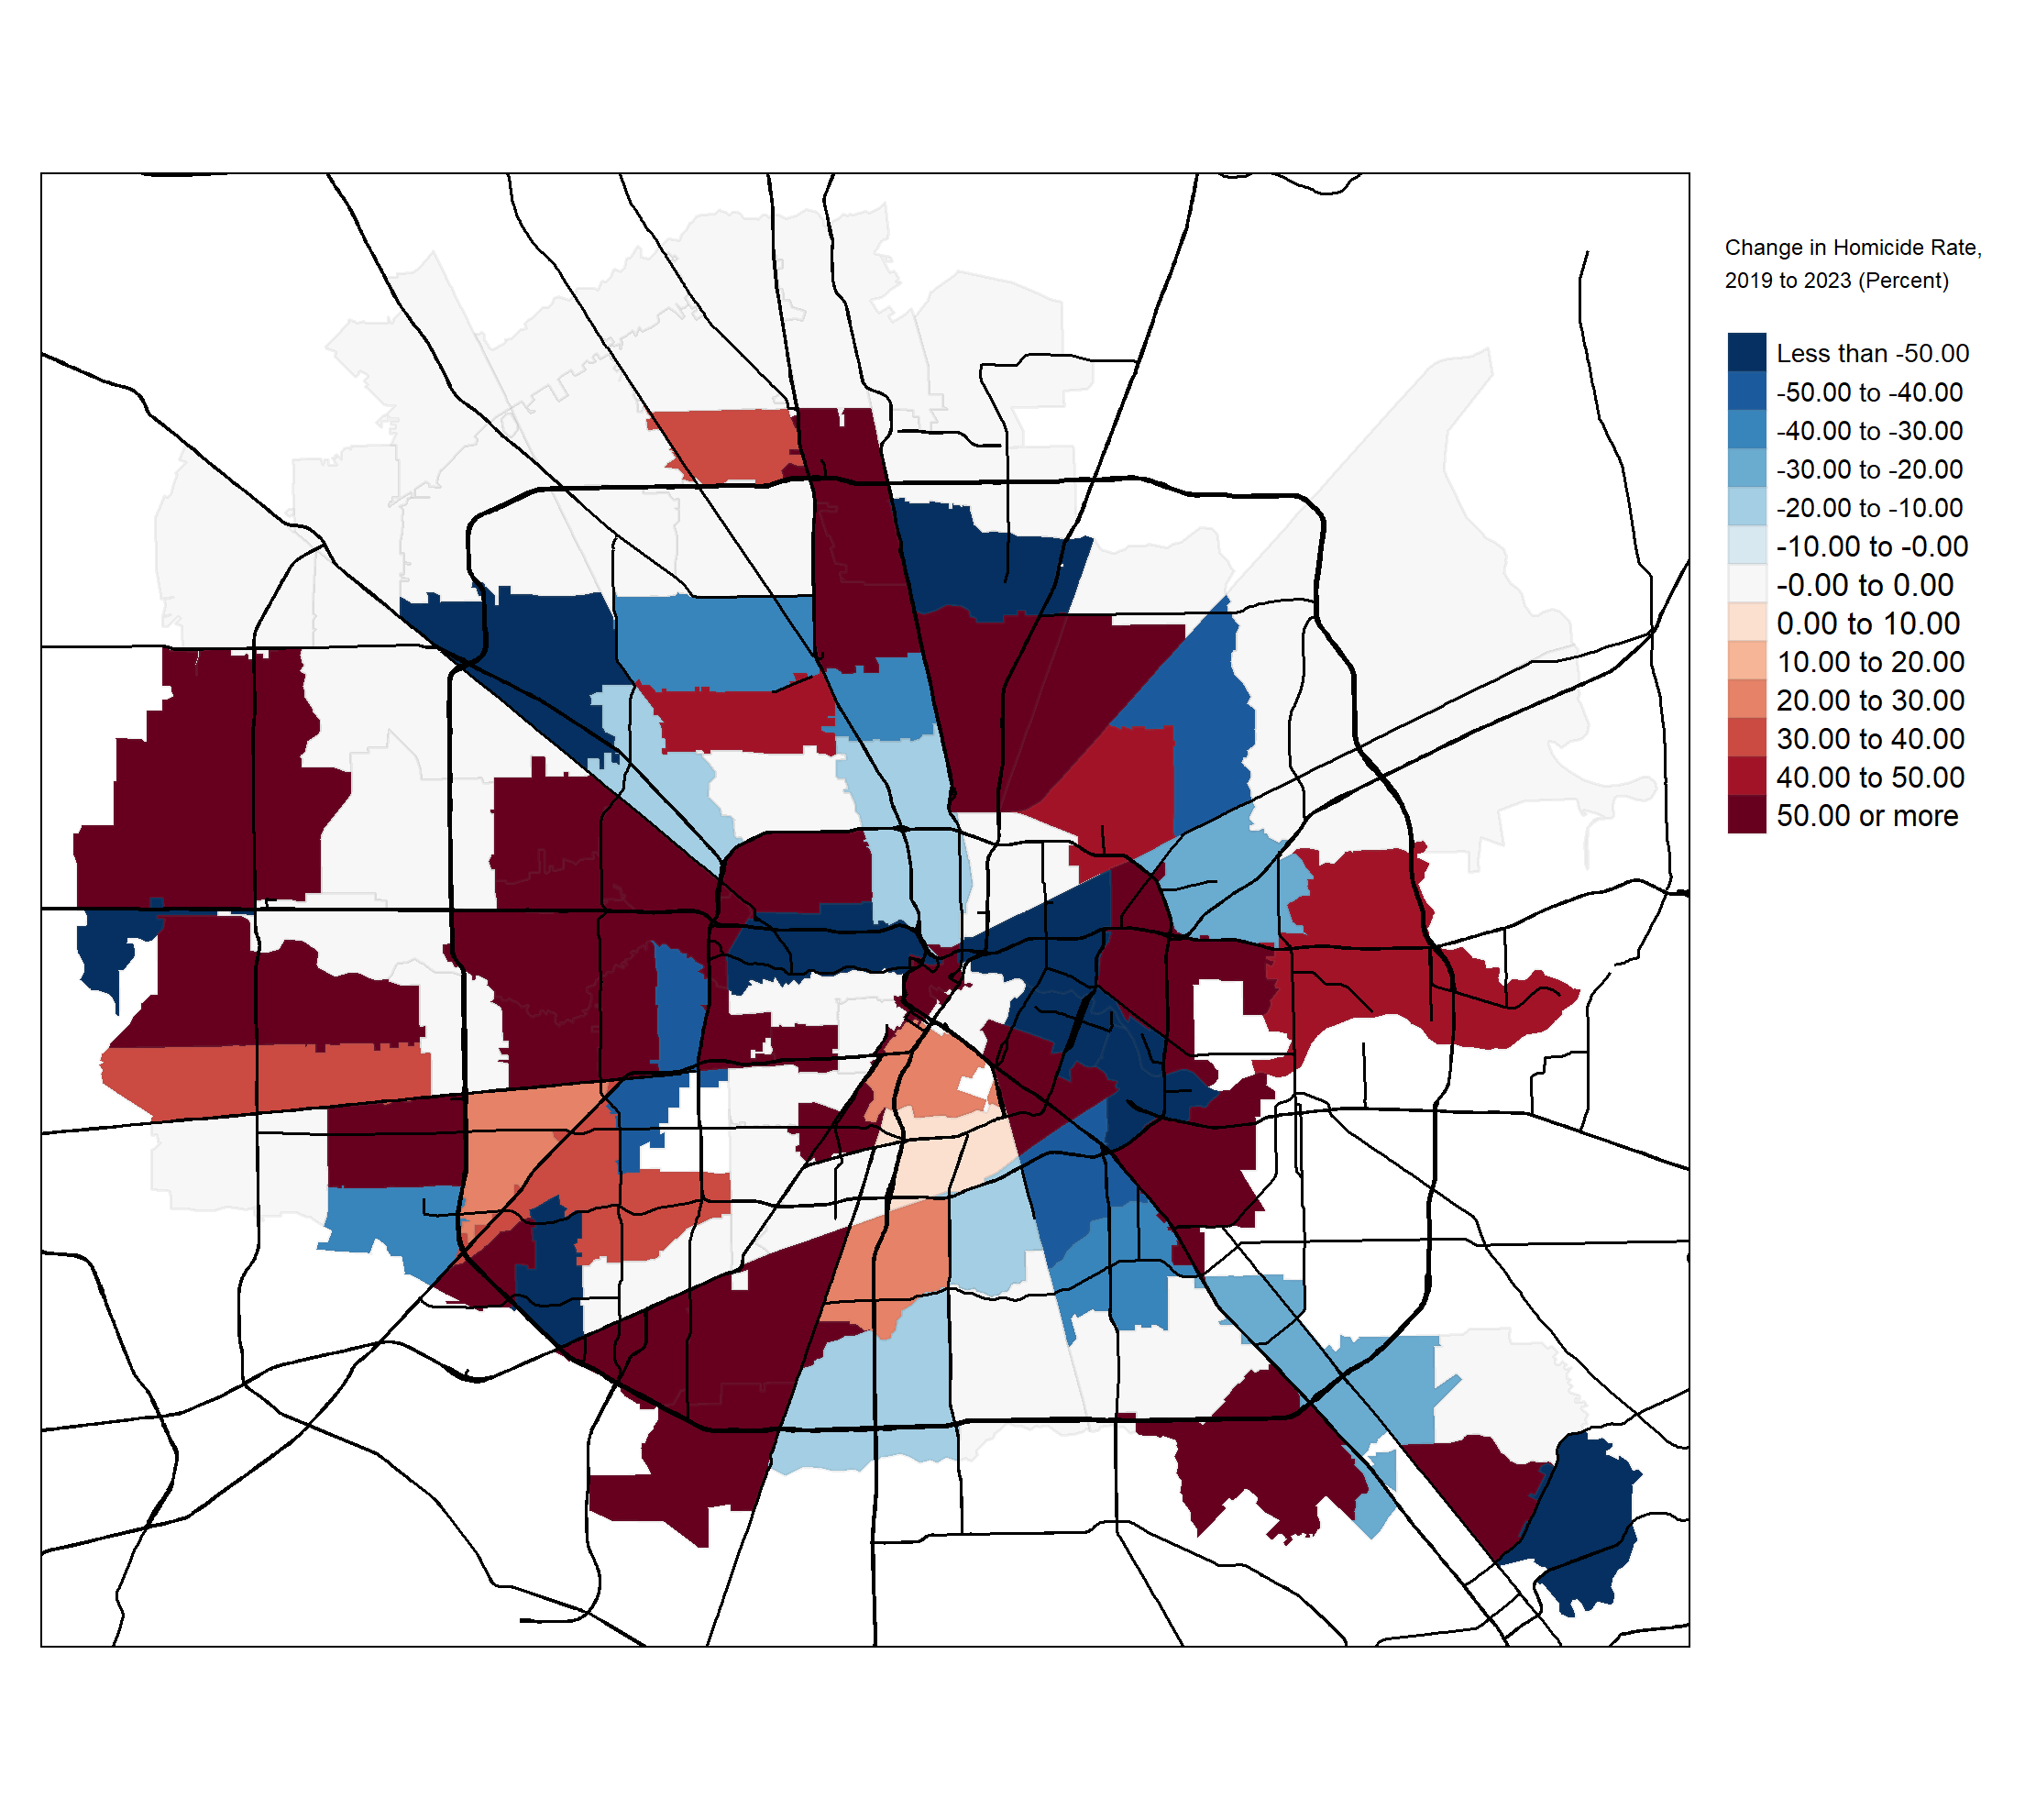 Change in Homicide Rate,
2019 to 2023 (Percent)
Less than -50.00
-50.00 to -40.00
-40.00 to -30.00
-30.00 to -20.00
-20.00 to -10.00
-10.00 to -0.00
-0.00 to 0.00
0.00 to 10.00
10.00 to 20.00
20.00 to 30.00
30.00 to 40.00
40.00 to 50.00
50.00 or more